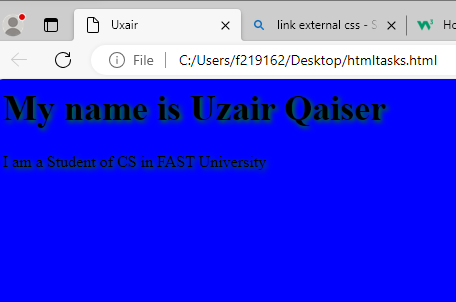 Uxair
link external css - S
Ho
File
C:/Users/f219162/Desktop/htmltasks.html
My name is Uzair Qaiser
I am a Student of CS in FAST University